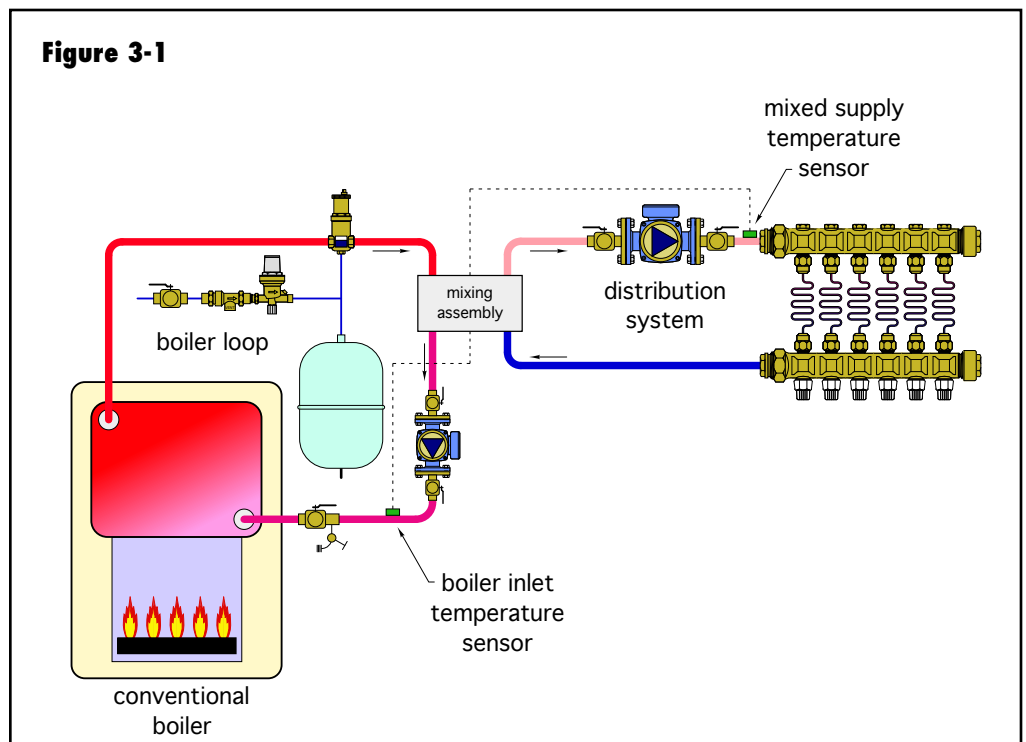 Figure 3-1
mixed supply
temperature
sensor
mixing
assembly
distribution
system
boiler loop
boiler inlet
temperature
sensor
conventional
boiler